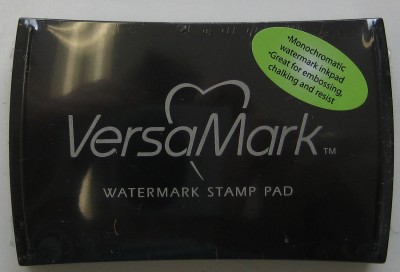 •Monochromatic
watermark inkpad
•Great for embossing,
chalking and resist
VersaMark™
WATERMARK STAMP PAD